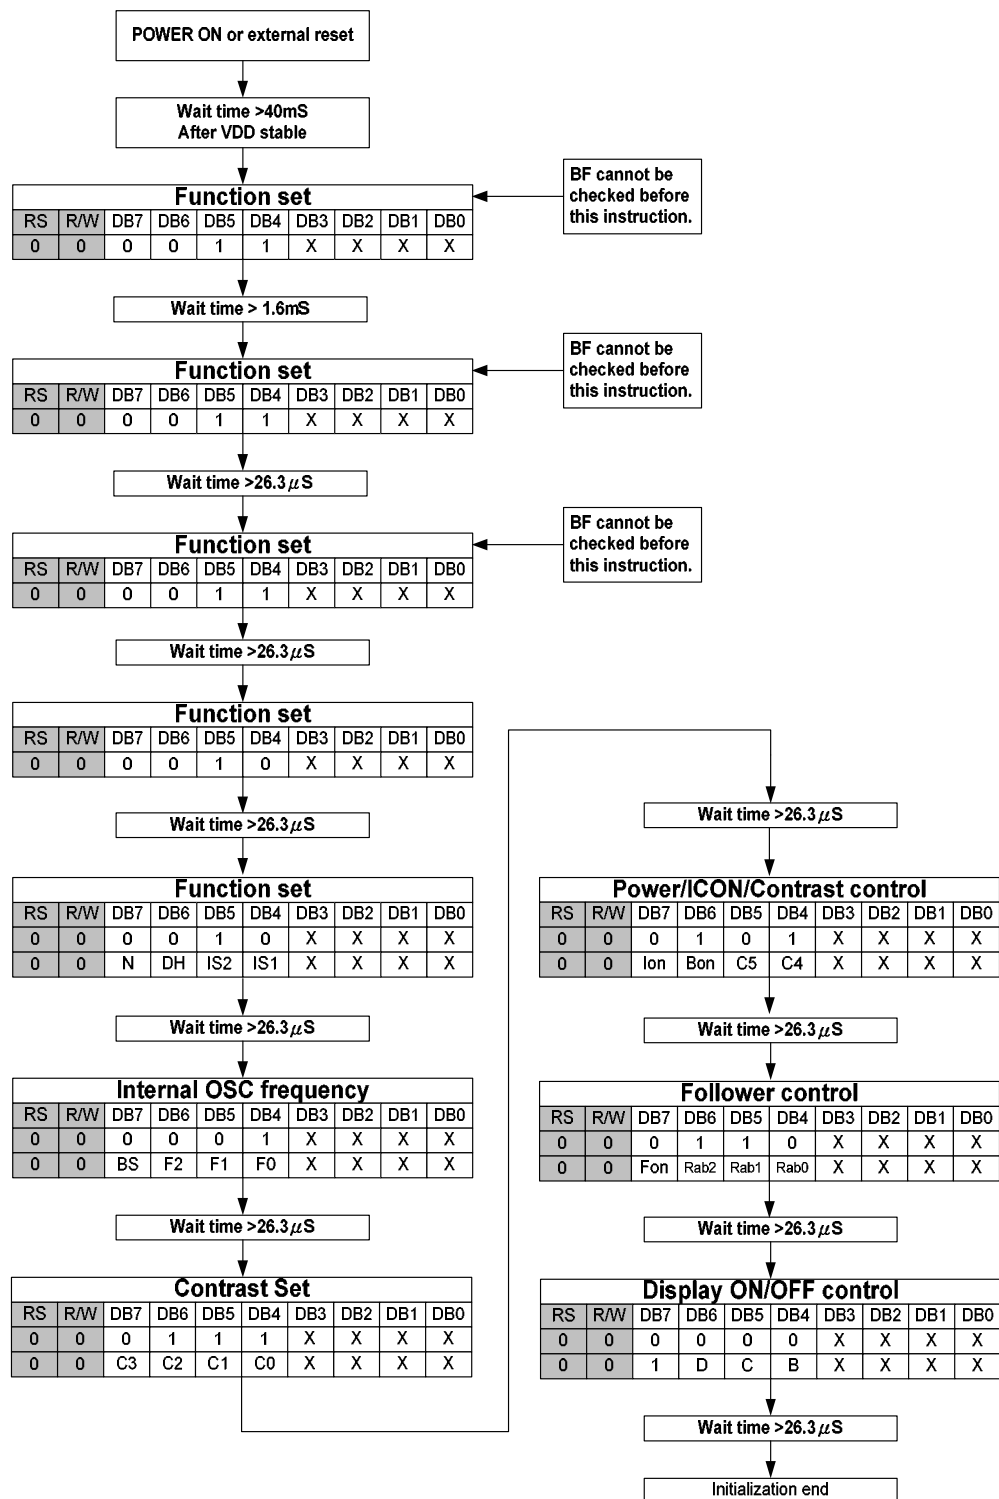 POWER ON or external reset
Wait time >40mS
After VDD stable
BF cannot be
checked before
this instruction.
Function set
RS R/W DB7 DB6 DB5 DB4 DB3 DB2 DB1 DB0
0 0 0 0 1 1 X X X X
Wait time > 1.6mS
BF cannot be
checked before
this instruction.
Function set
RS R/W DB7 DB6 DB5 DB4 DB3 DB2 DB1 DB0
0 0 0 0 1 1 X X X X
Wait time >26.3μS
BF cannot be
checked before
this instruction.
Function set
RS R/W DB7 DB6 DB5 DB4 DB3 DB2 DB1 DB0
0 0 0 0 1 1 X X X X
Wait time >26.3μS
Function set
RS R/W DB7 DB6 DB5 DB4 DB3 DB2 DB1 DB0
0 0 0 0 1 0 X X X X
Wait time >26.3μS
Function set
RS R/W DB7 DB6 DB5 DB4 DB3 DB2 DB1 DB0
0 0 0 0 1 0 X X X X
0 0 N DH IS2 IS1 X X X X
Wait time >26.3μS
Internal OSC frequency
RS R/W DB7 DB6 DB5 DB4 DB3 DB2 DB1 DB0
0 0 0 0 0 1 X X X X
0 0 BS F2 F1 F0 X X X X
Wait time >26.3μS
Contrast Set
RS R/W DB7 DB6 DB5 DB4 DB3 DB2 DB1 DB0
0 0 0 1 1 1 X X X X
0 0 C3 C2 C1 C0 X X X X
Wait time >26.3μS
Power/ICON/Contrast control
RS R/W DB7 DB6 DB5 DB4 DB3 DB2 DB1 DB0
0 0 0 1 0 1 X X X X
0 0 Ion Bon C5 C4 X X X X
Wait time >26.3μS
Follower control
RS R/W DB7 DB6 DB5 DB4 DB3 DB2 DB1 DB0
0 0 0 1 1 0 X X X X
0 0 Fon Rab2 Rab1 Rab0 X X X X
Wait time >26.3μS
Display ON/OFF control
RS R/W DB7 DB6 DB5 DB4 DB3 DB2 DB1 DB0
0 0 0 0 0 0 X X X X
0 0 1 D C B X X X X
Wait time >26.3μS
Initialization end